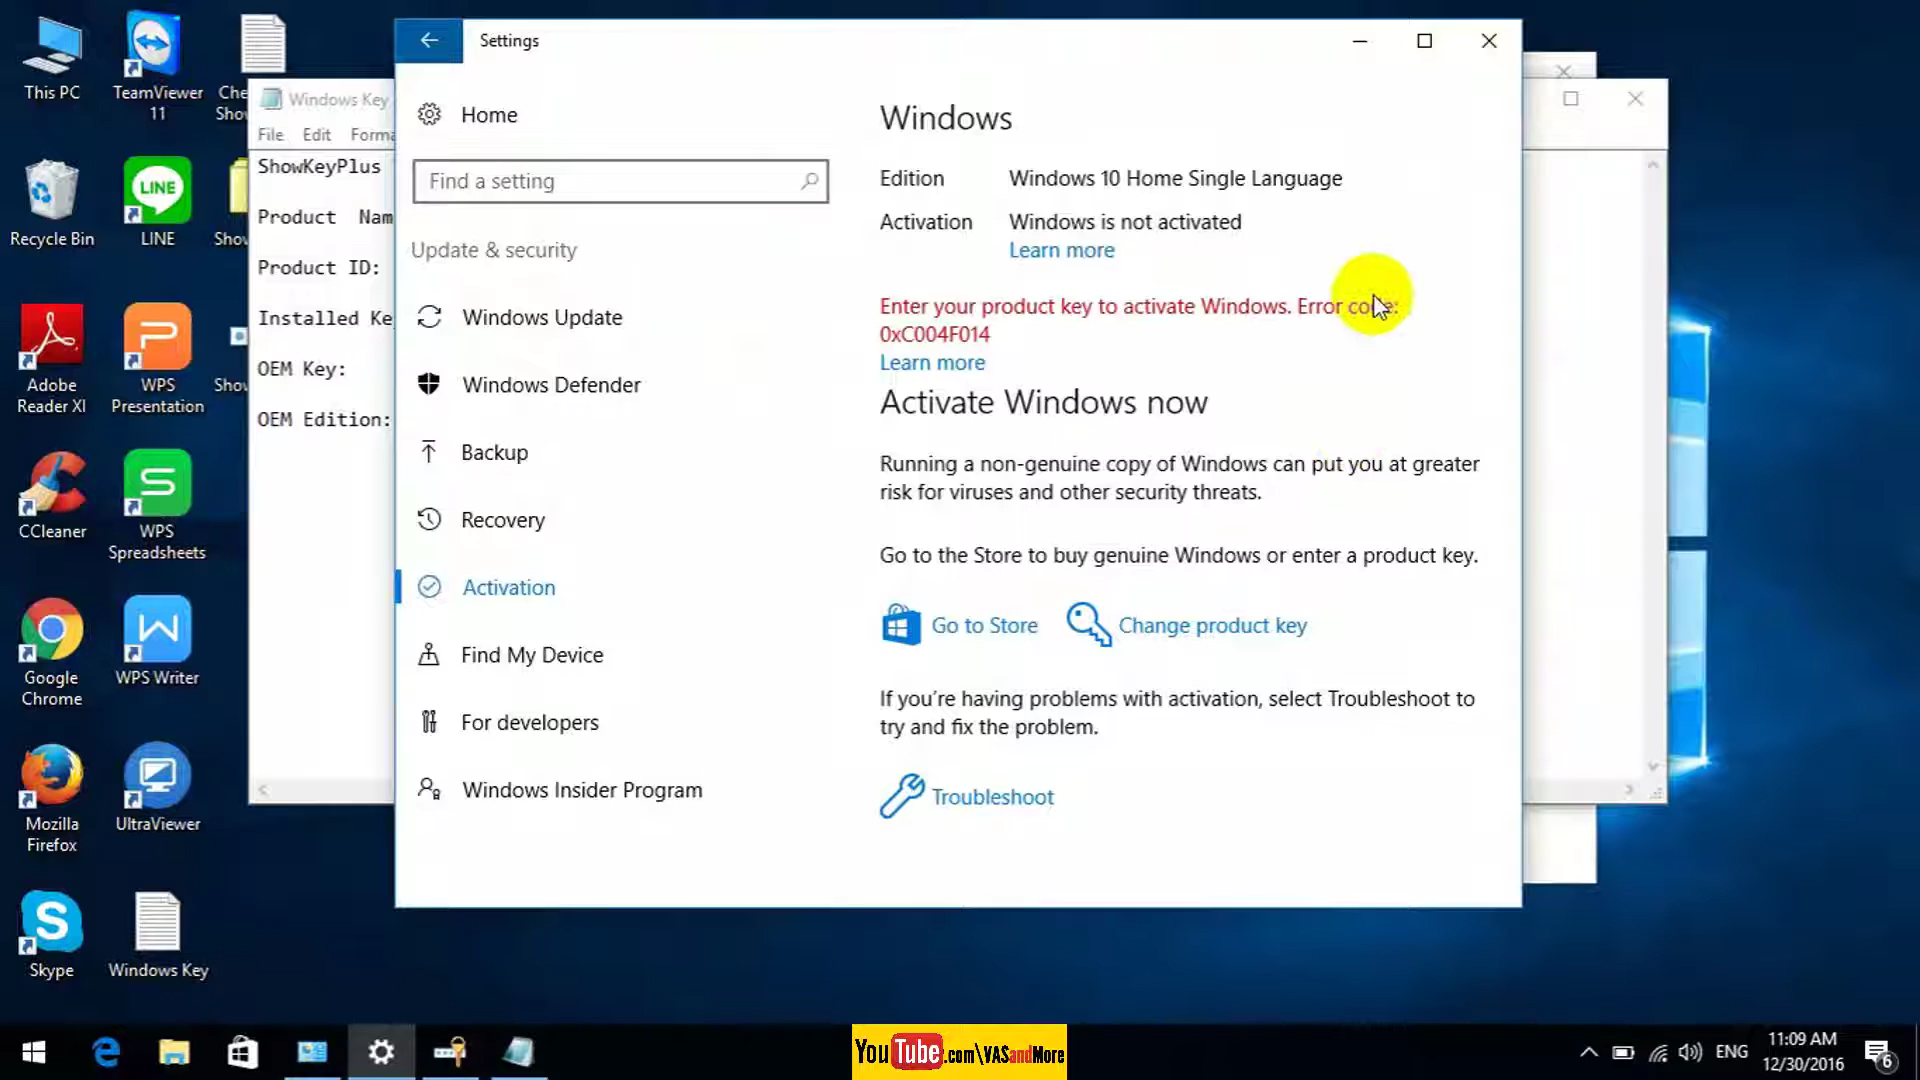 This PC
TeamViewer
11
Recycle Bin
LINE
Adobe
Reader XI
WPS
Presentation
CCleaner
WPS
Spreadsheets
Google
Chrome
WPS Writer
Mozilla
Firefox
UltraViewer
Skype
Windows Key
Windows Key
File Edit
ShowKeyPlus
Product
Product ID:
Installed
OEM Key:
OEM Edition:
Settings
Home
Find a setting
Update & security
Windows Update
Windows Defender
Backup
Recovery
Activation
Find My Device
For developers
Windows Insider Program
Windows
Edition Windows 10 Home Single Language
Activation Windows is not activated
Learn more
Enter your product key to activate Windows. Error code:
0xC004F014
Learn more
Activate Windows now
Running a non-genuine copy of Windows can put you at greater
risk for viruses and other security threats.
Go to the Store to buy genuine Windows or enter a product key.
Go to Store Change product key
If you're having problems with activation, select Troubleshoot to
try and fix the problem.
Troubleshoot
YouTube.com\VASandMore
ENG
11:09 AM
12/30/2016
6